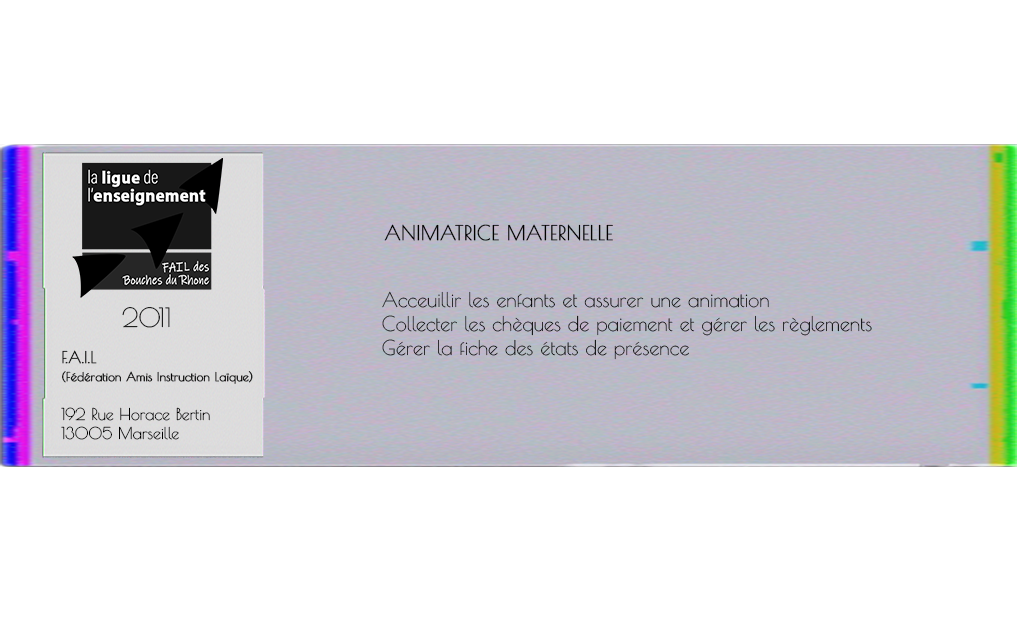 la ligue de
l'enseignement
FAIL des
Bouches du Rhone
2011
F.A.I.L
(Fédération Amis Instruction Laïque)
192 Rue Horace Bertin
13005 Marseille
ANIMATRICE MATERNELLE
Acceuillir les enfants et assurer une animation
Collecter les chèques de paiement et gérer les règlements
Gérer la fiche des états de présence